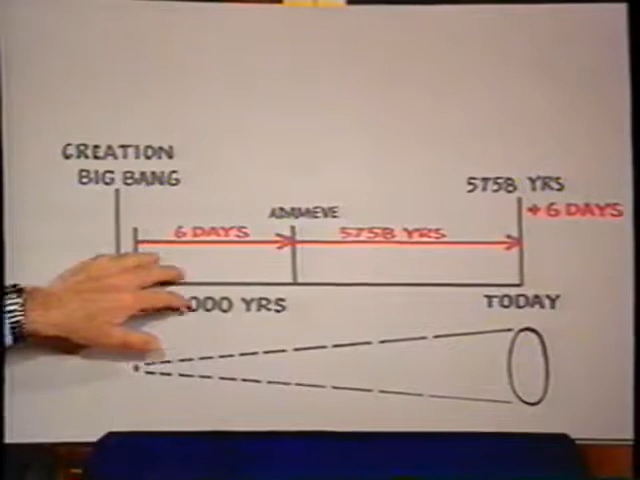 CREATION
BIG BANG
6 DAYS
ADAM/EVE
5758 YRS
5758 YRS
+ 6 DAYS
000 YRS
TODAY